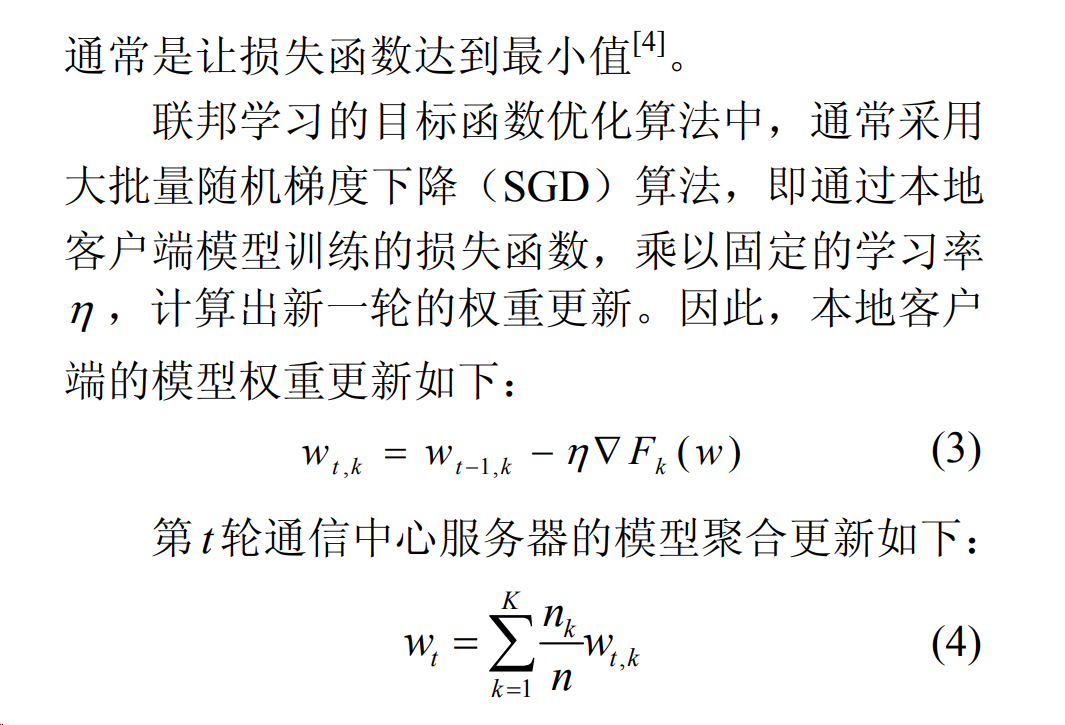 通常是让损失函数达到最小值[4]。
联邦学习的目标函数优化算法中，通常采用
大批量随机梯度下降（SGD）算法，即通过本地
客户端模型训练的损失函数，乘以固定的学习率
η，计算出新一轮的权重更新。因此，本地客户
端的模型权重更新如下：
w_{t,k} = w_{t-1,k} - η∇F_k(w) (3)
第 t 轮通信中心服务器的模型聚合更新如下：
w_t = \sum_{k=1}^{K} \frac{n_k}{n} w_{t,k} (4)